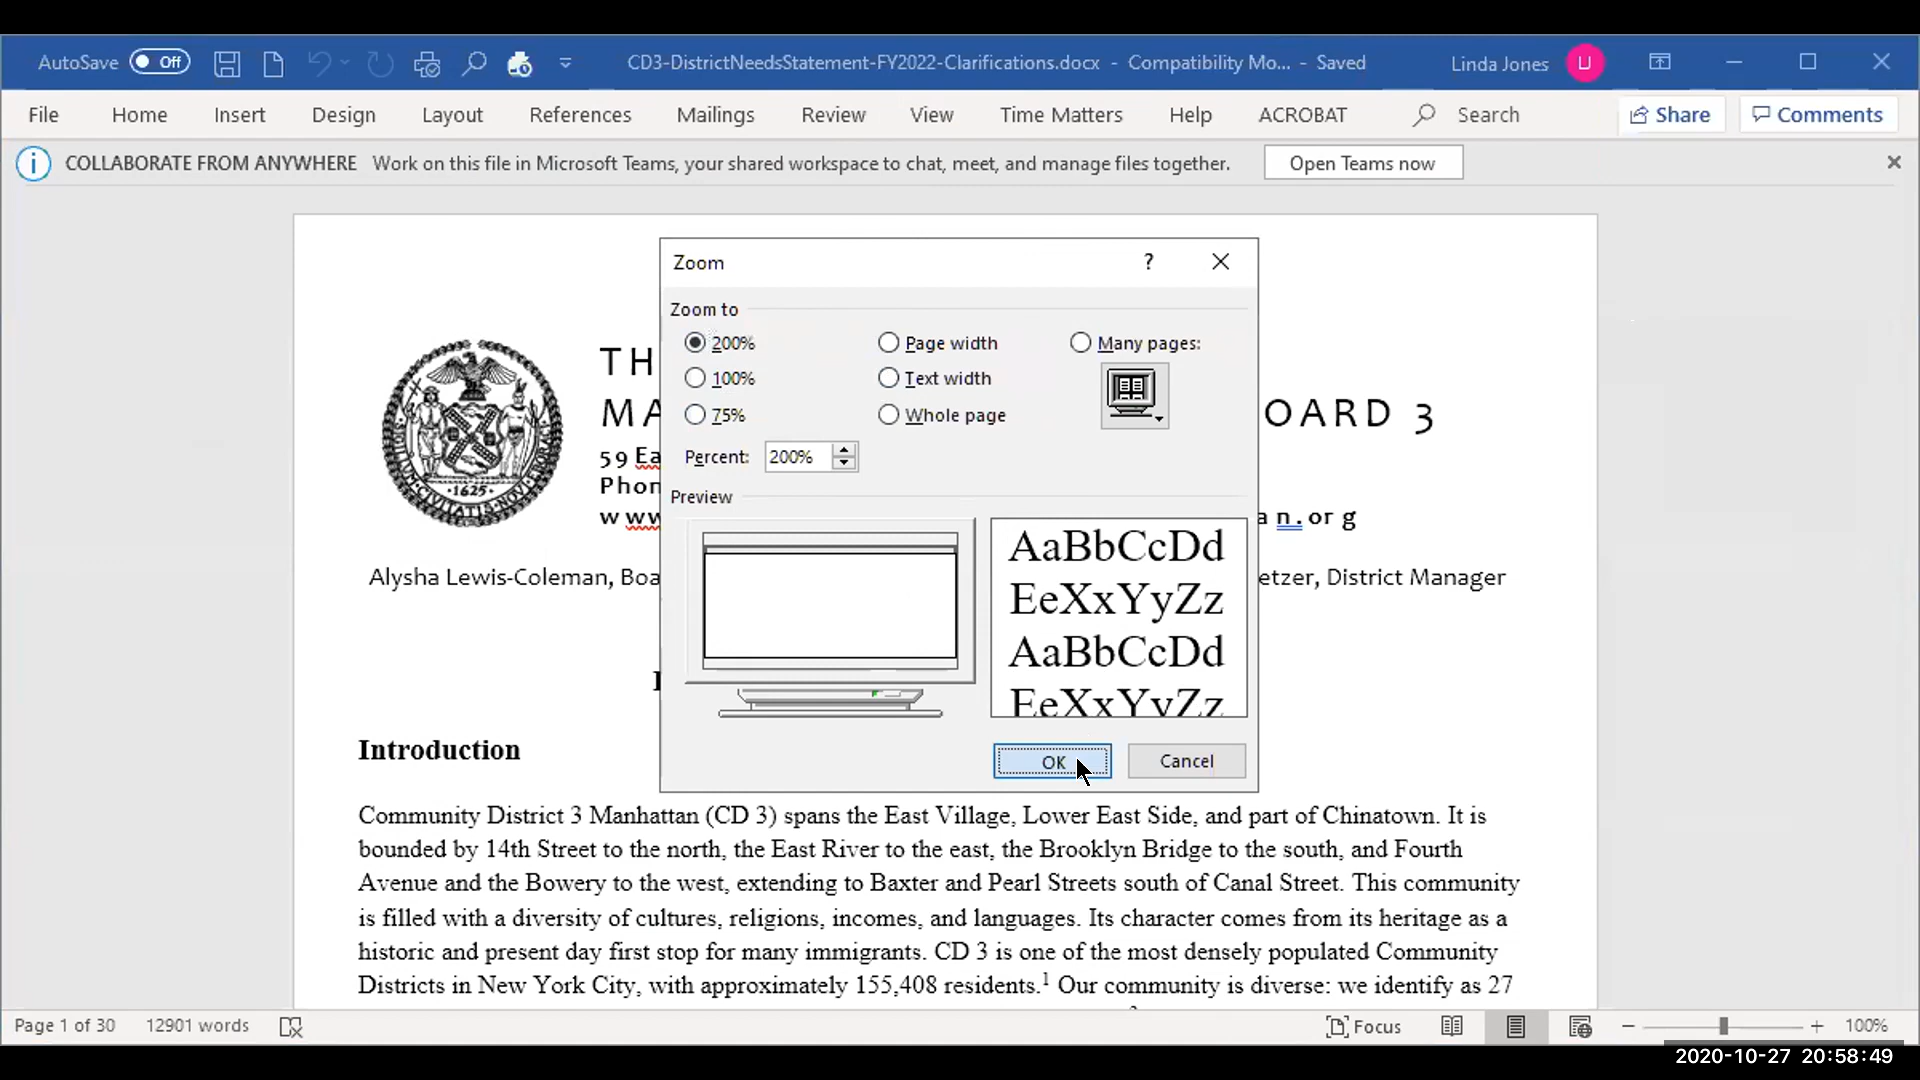 AutoSave Off CD3-DistrictNeedsStatement-FY2022-Clarifications.docx - Compatibility Mo... - Saved Linda Jones LJ
File Home Insert Design Layout References Mailings Review View Time Matters Help ACROBAT Search Share Comments
COLLABORATE FROM ANYWHERE Work on this file in Microsoft Teams, your shared workspace to chat, meet, and manage files together. Open Teams now
Zoom ?
Zoom to
200% Page width Many pages:
100% Text width
75% Whole page
Percent: 200%
Preview
AaBbCcDd
EeXxYyZz
AaBbCcDd
EeXxYyZz
OK Cancel
TH
MA OARD 3
59 Ea
Phon
www an.org
SIGILLUM CIVITATIS NOVI EBORACI
1625
Alysha Lewis-Coleman, Boa etzer, District Manager
Introduction
Community District 3 Manhattan (CD 3) spans the East Village, Lower East Side, and part of Chinatown. It is
bounded by 14th Street to the north, the East River to the east, the Brooklyn Bridge to the south, and Fourth
Avenue and the Bowery to the west, extending to Baxter and Pearl Streets south of Canal Street. This community
is filled with a diversity of cultures, religions, incomes, and languages. Its character comes from its heritage as a
historic and present day first stop for many immigrants. CD 3 is one of the most densely populated Community
Districts in New York City, with approximately 155,408 residents.1 Our community is diverse: we identify as 27
Page 1 of 30 12901 words Focus 100%
2020-10-27 20:58:49